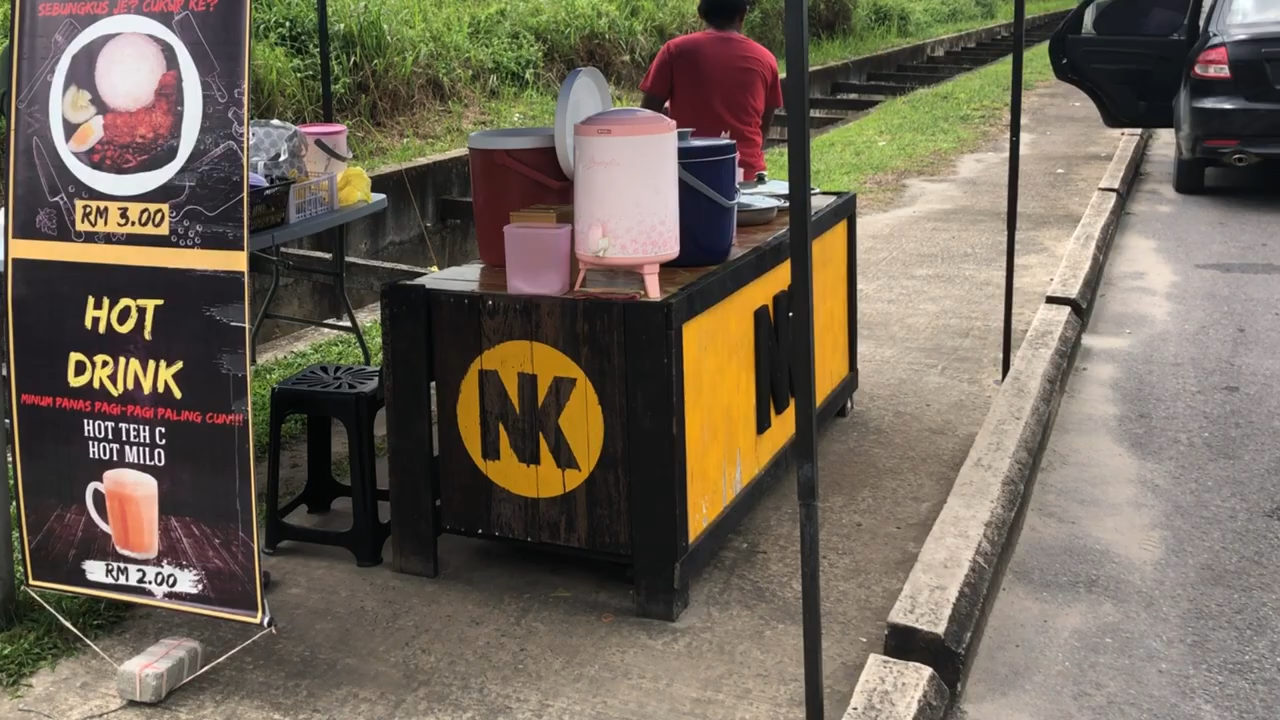 SEBUNGKUS JE? CUKUP KE?
RM 3.00
HOT
DRINK
MINUM PANAS PAGI-PAGI PALING CUN!!!
HOT TEH C
HOT MILO
RM 2.00
NK
N